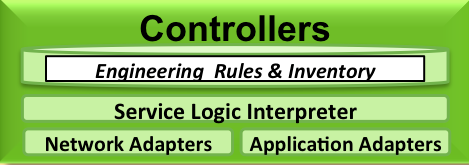 Controllers
Engineering Rules & Inventory
Service Logic Interpreter
Network Adapters
Application Adapters